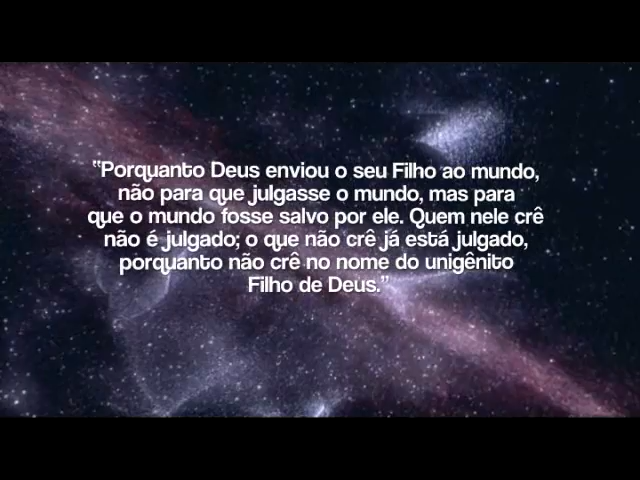 “Porquanto Deus enviou o seu Filho ao mundo,
não para que julgasse o mundo, mas para
que o mundo fosse salvo por ele. Quem nele crê
não é julgado; o que não crê já está julgado,
porquanto não crê no nome do unigênito
Filho de Deus.”